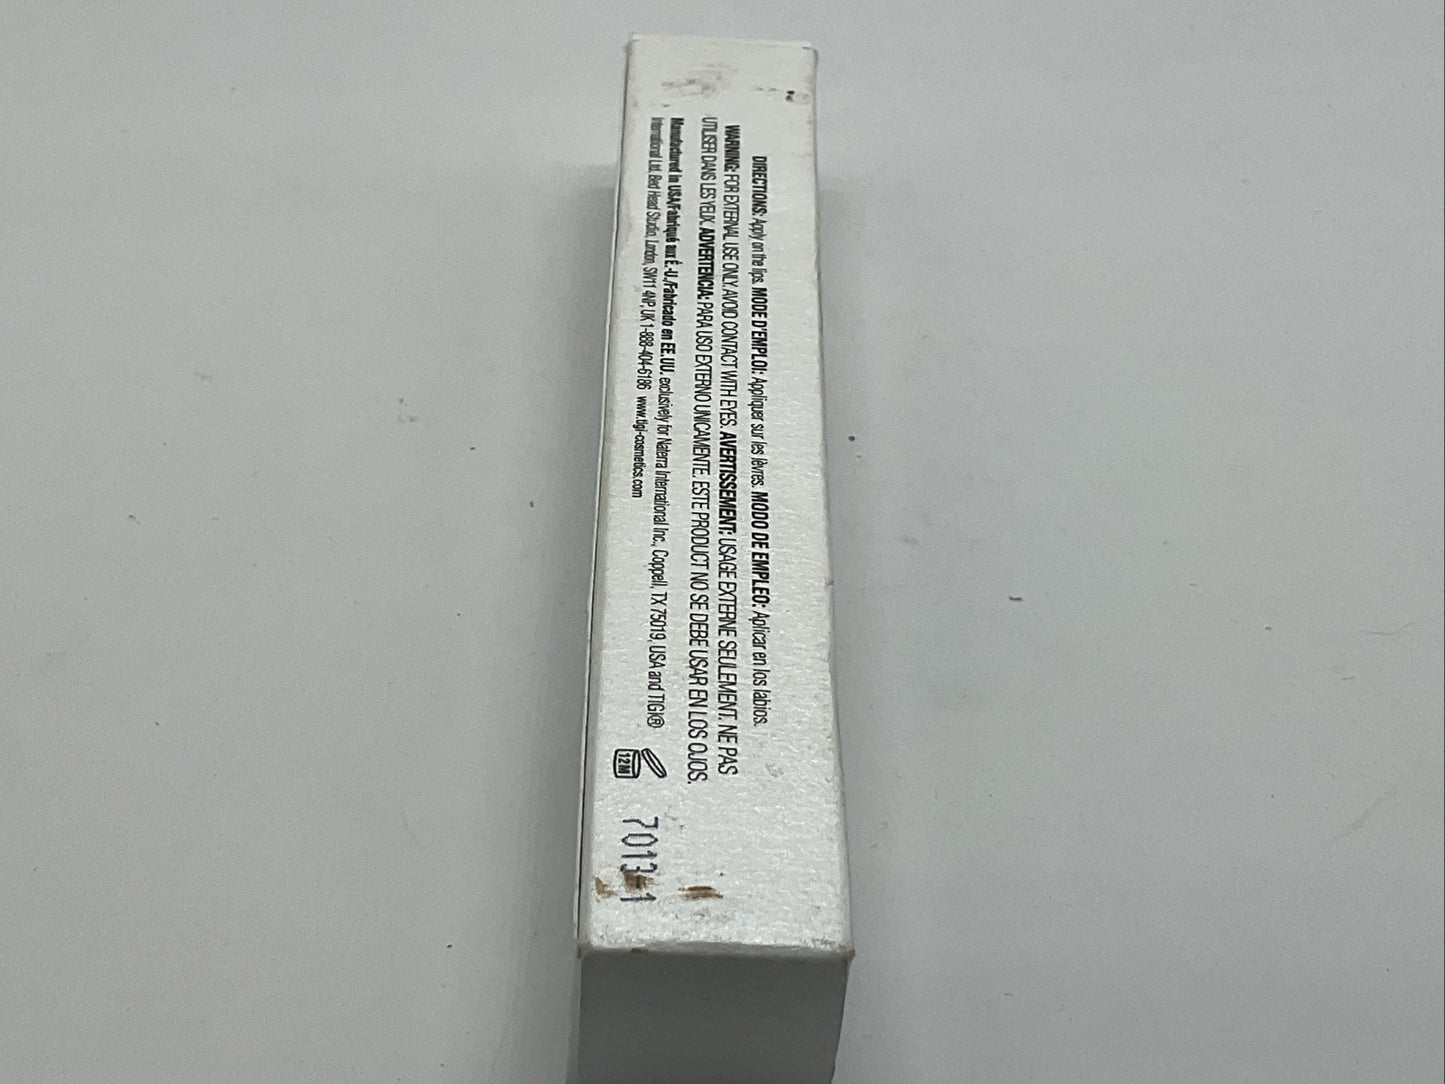 DIRECTIONS: Apply on the lips. MODE D'EMPLOI: Appliquer sur les lèvres. MODO DE EMPLEO: Aplicar en los labios.
WARNING: FOR EXTERNAL USE ONLY. AVOID CONTACT WITH EYES. AVERTISSEMENT: USAGE EXTERNE SEULEMENT. NE PAS
UTILISER DANS LES YEUX. ADVERTENCIA: PARA USO EXTERNO UNICAMENTE. ESTE PRODUCT NO SE DEBE USAR EN LOS OJOS.
Manufactured in USA/Fabriqué aux É.-U./Fabricado en EE.UU. exclusively for Naterra International Inc., Coppell, TX 75019, USA and TIGI®
International Ltd. Bed Head Studio, London, SW11 4NP, UK 1-888-404-6186 www.tigi-cosmetics.com
12M
7013-1